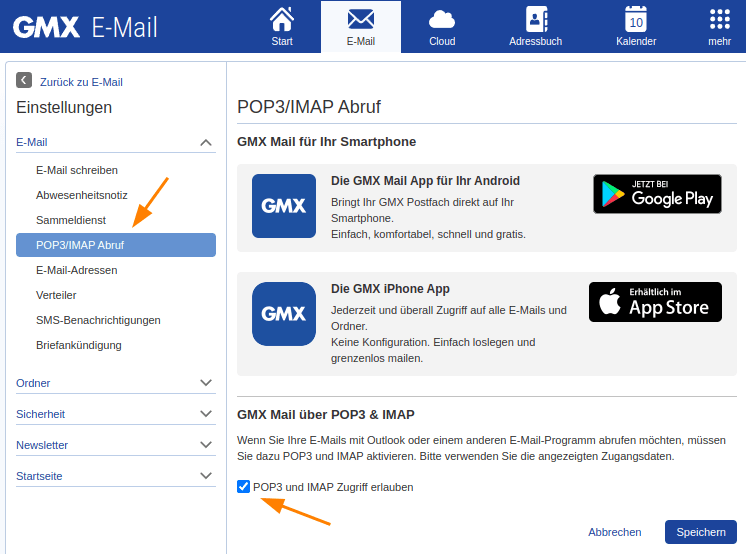 GMX E-Mail
Start
E-Mail
Cloud
Adressbuch
10
Kalender
mehr
Zurück zu E-Mail
Einstellungen
E-Mail
E-Mail schreiben
Abwesenheitsnotiz
Sammeldienst
POP3/IMAP Abruf
E-Mail-Adressen
Verteiler
SMS-Benachrichtigungen
Briefankündigung
Ordner
Sicherheit
Newsletter
Startseite
POP3/IMAP Abruf
GMX Mail für Ihr Smartphone
GMX
Die GMX Mail App für Ihr Android
Bringt Ihr GMX Postfach direkt auf Ihr
Smartphone.
Einfach, komfortabel, schnell und gratis.
JETZT BEI
Google Play
GMX
Die GMX iPhone App
Jederzeit und überall Zugriff auf alle E-Mails und
Ordner.
Keine Konfiguration. Einfach loslegen und
grenzenlos mailen.
Erhältlich im
App Store
GMX Mail über POP3 & IMAP
Wenn Sie Ihre E-Mails mit Outlook oder einem anderen E-Mail-Programm abrufen möchten, müssen
Sie dazu POP3 und IMAP aktivieren. Bitte verwenden Sie die angezeigten Zugangsdaten.
POP3 und IMAP Zugriff erlauben
Abbrechen
Speichern